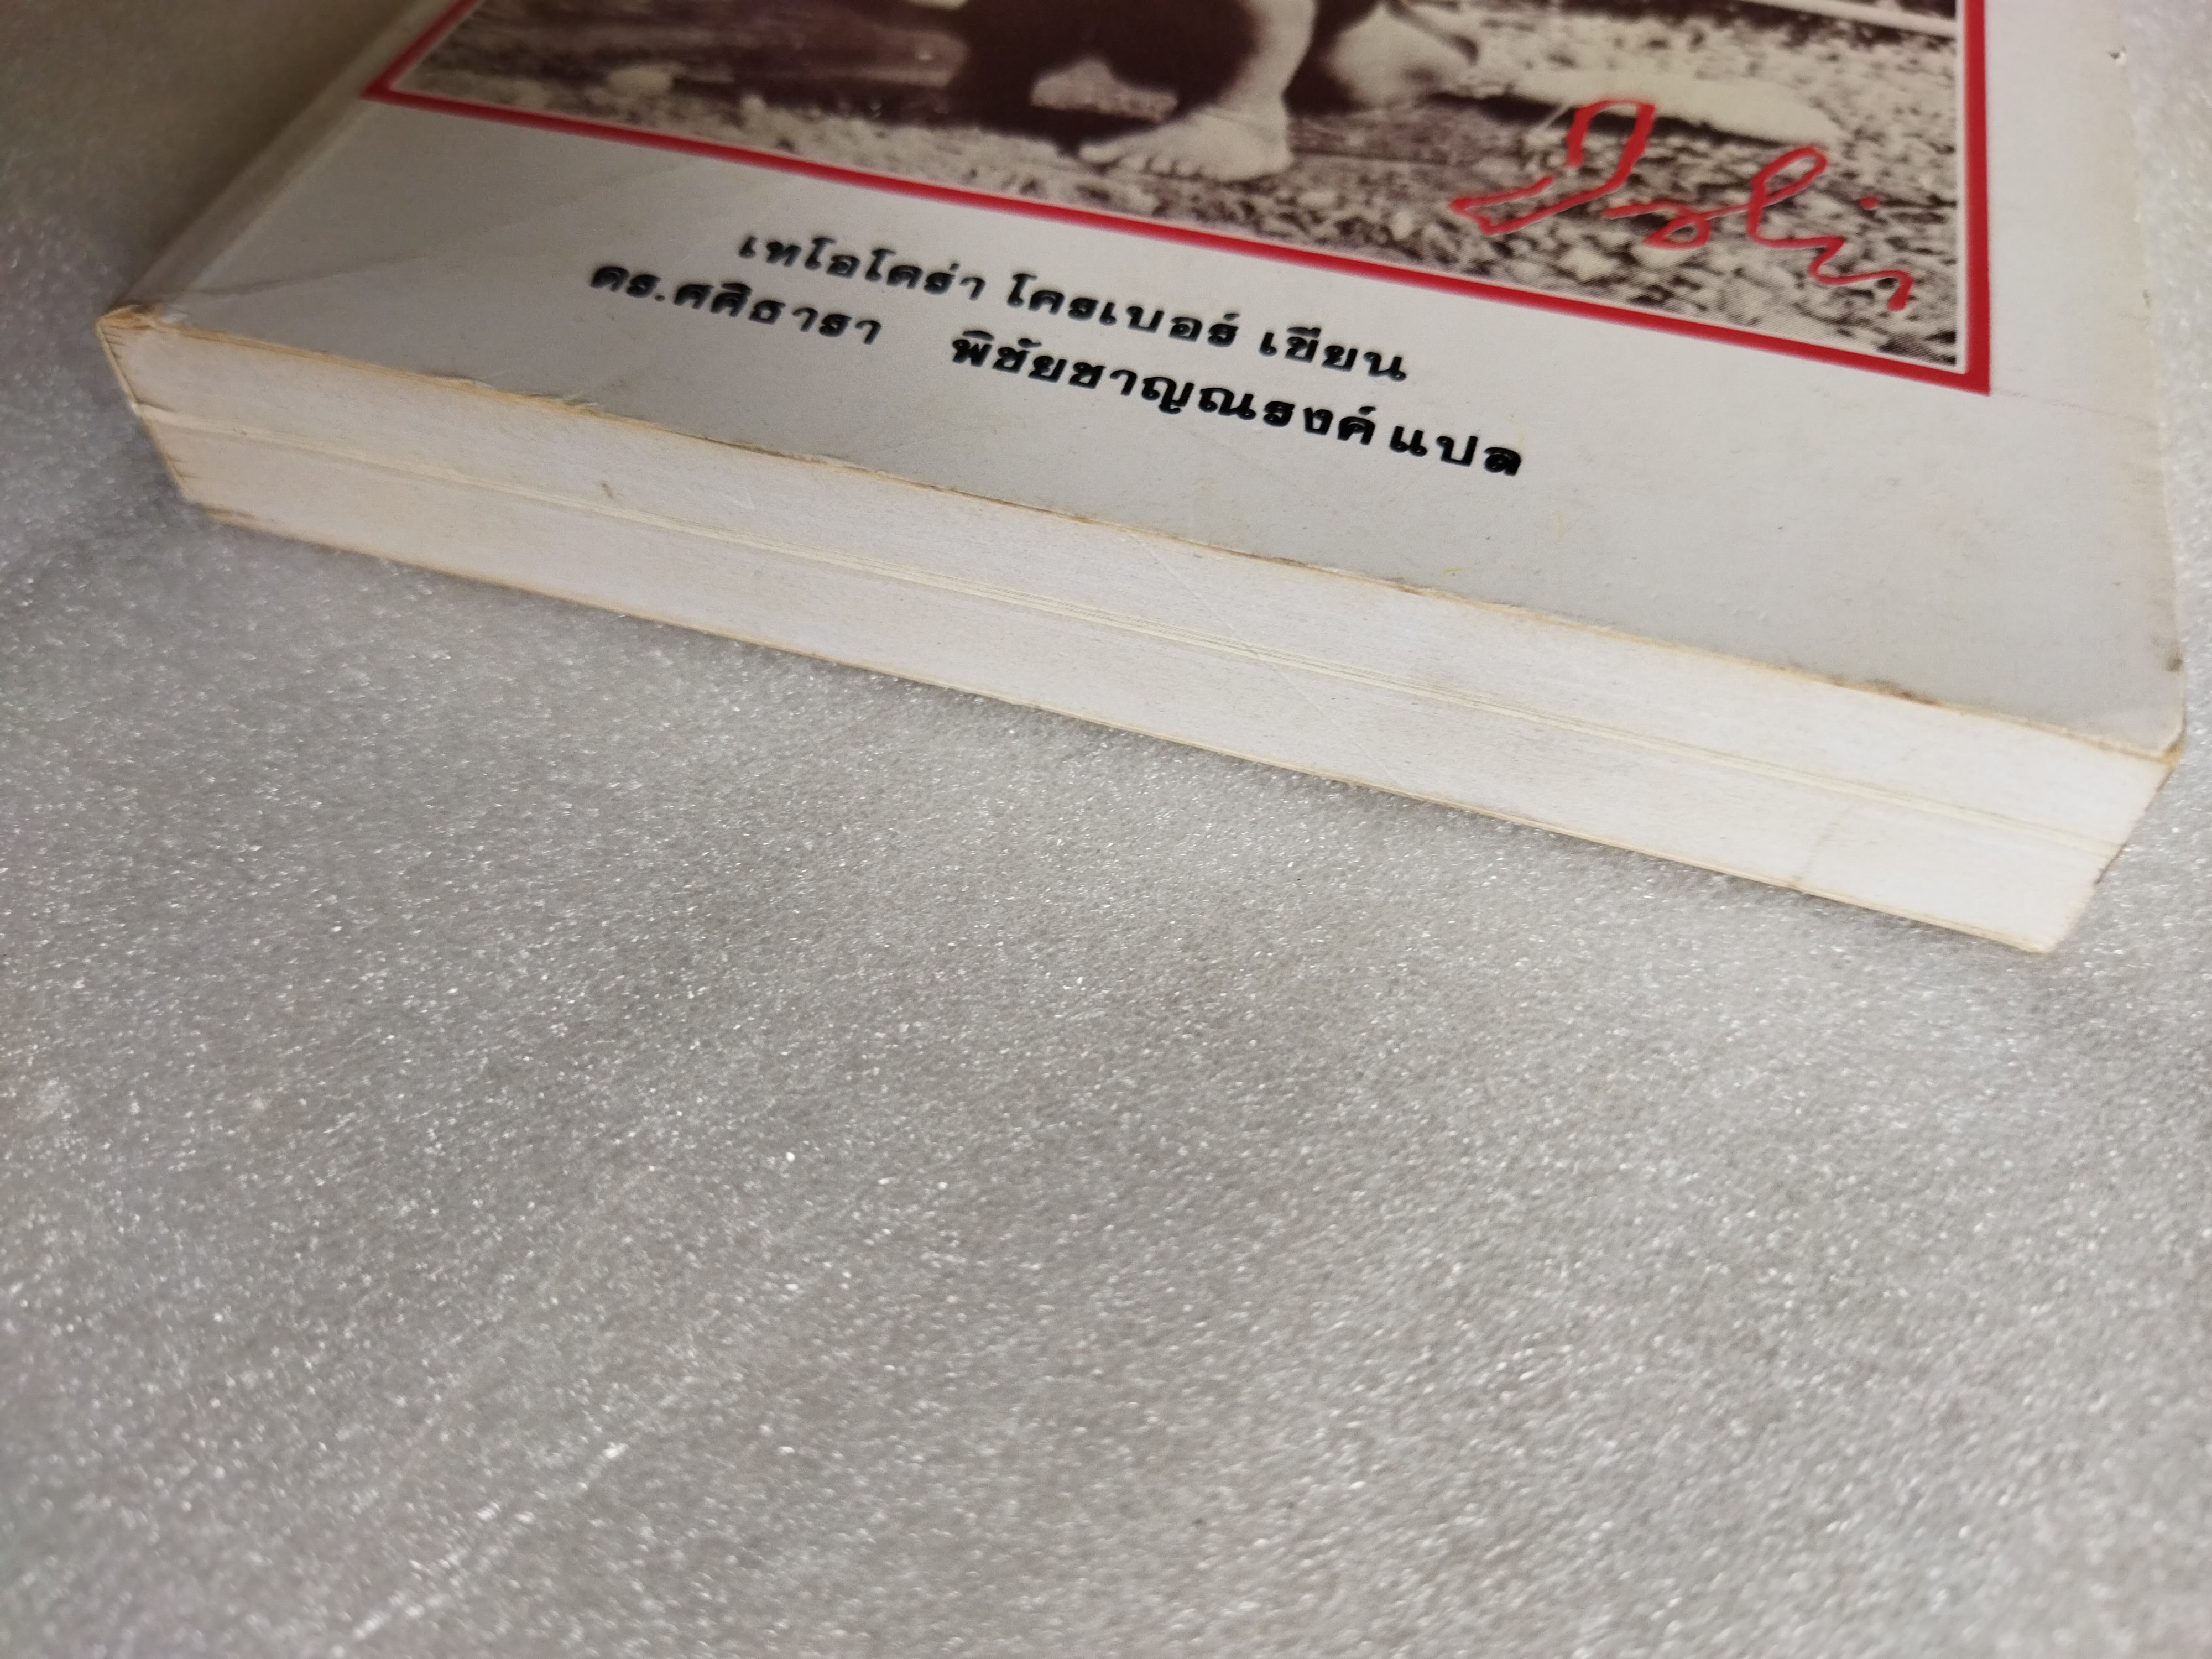 เทโอโดร่า โครเบอร์ เขียน
ดร.ศศิธารา พิชัยชาญณรงค์ แปล